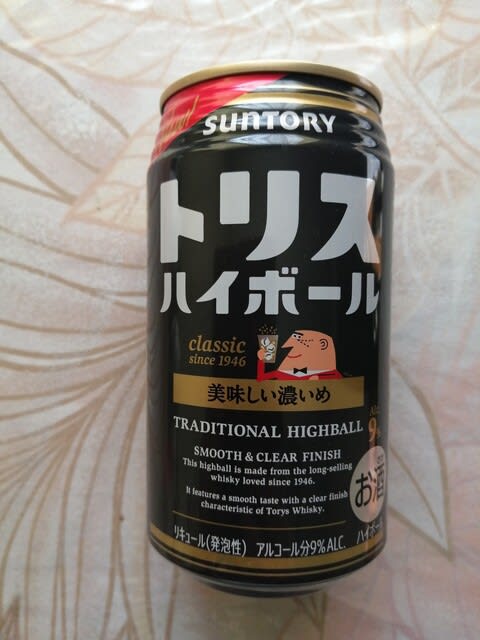 SUNTORY
トリス
ハイボール
classic
since 1946
美味しい濃いめ
TRADITIONAL HIGHBALL
ALC.
9%
SMOOTH & CLEAR FINISH
This highball is made from the long-selling
whisky loved since 1946.
It features a smooth taste with a clear finish
characteristic of Torys Whisky.
お酒
リキュール(発泡性) アルコール分9%ALC.